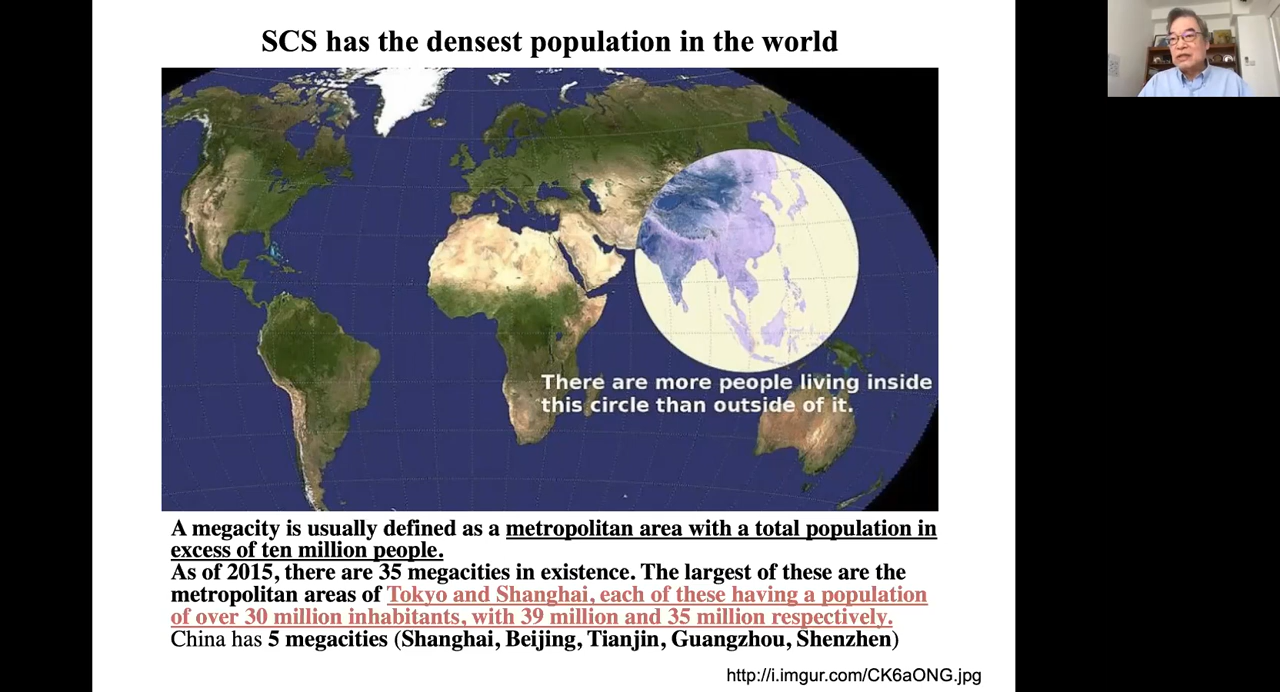 SCS has the densest population in the world
There are more people living inside
this circle than outside of it.
A megacity is usually defined as a metropolitan area with a total population in
excess of ten million people.
As of 2015, there are 35 megacities in existence. The largest of these are the
metropolitan areas of Tokyo and Shanghai, each of these having a population
of over 30 million inhabitants, with 39 million and 35 million respectively.
China has 5 megacities (Shanghai, Beijing, Tianjin, Guangzhou, Shenzhen)
http://i.imgur.com/CK6aONG.jpg